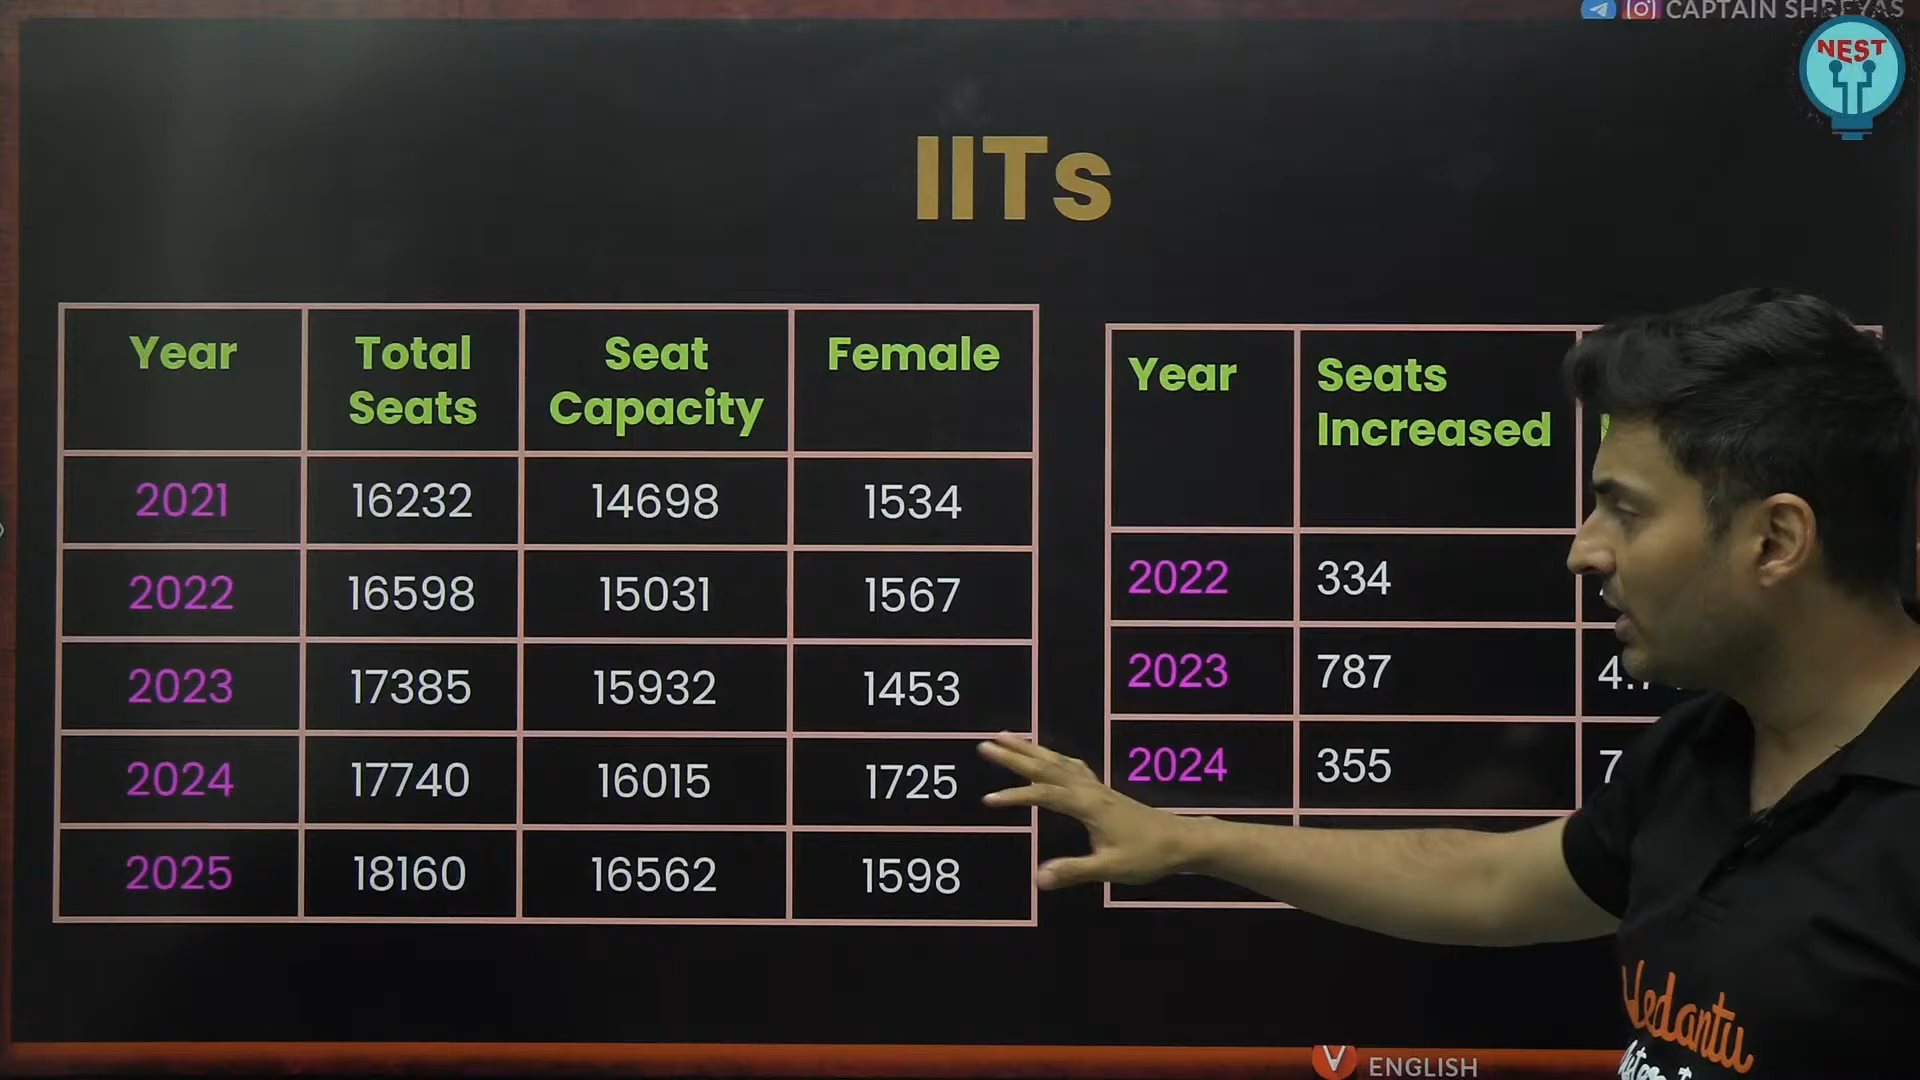 CAPTAIN SHREYAS
NEST
IITs
Year Total Seats Seat Capacity Female
2021 16232 14698 1534
2022 16598 15031 1567
2023 17385 15932 1453
2024 17740 16015 1725
2025 18160 16562 1598
Year Seats Increased
2022 334
2023 787
2024 355
Vedantu
V ENGLISH